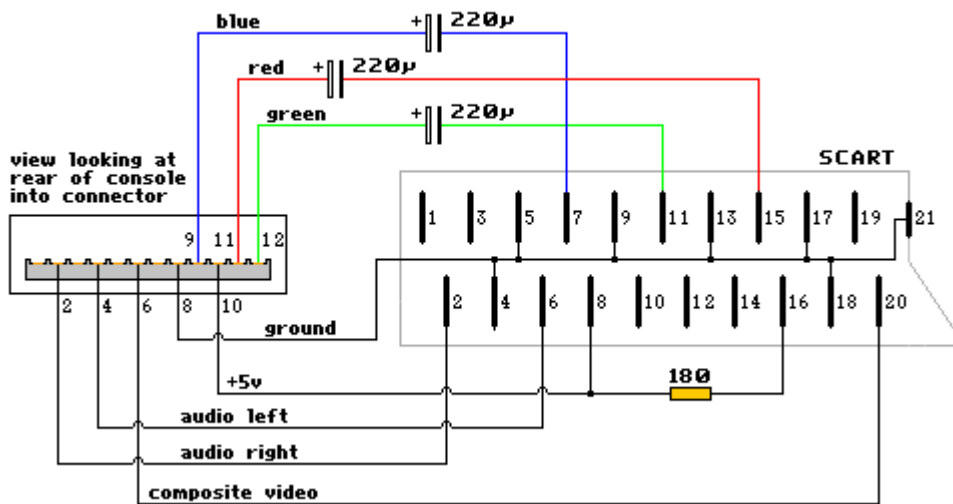 blue
+
220µ
red
+
220µ
green
+
220µ
view looking at
rear of console
into connector
SCART
9 11 12
2 4 6 8 10
1 3 5 7 9 11 13 15 17 19 21
2 4 6 8 10 12 14 16 18 20
ground
+5v
180
audio left
audio right
composite video